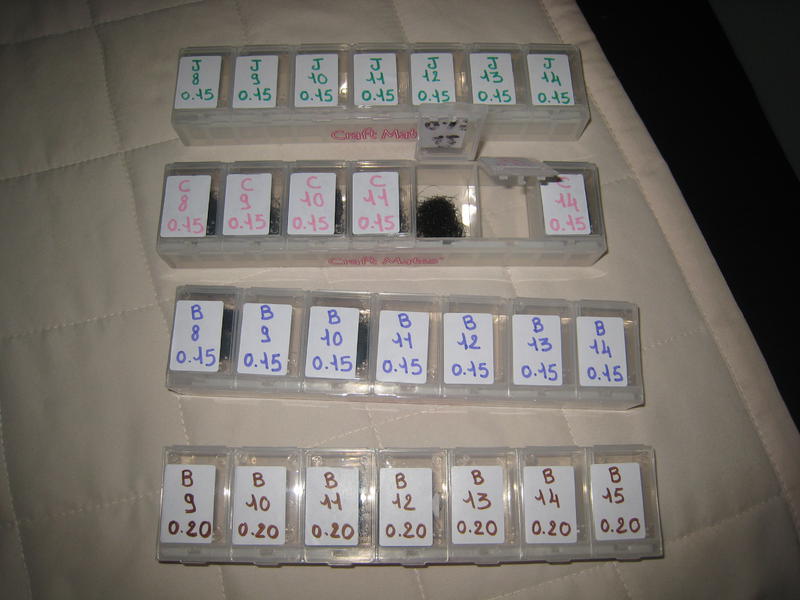 J J J J J J J
8 9 10 11 12 13 14
0.15 0.15 0.15 0.15 0.15 0.15 0.15
Craft
C C C C C
8 9 10 11 14
0.15 0.15 0.15 0.15 0.15
Craft Mates
B B B B B B B
8 9 10 11 12 13 14
0.15 0.15 0.15 0.15 0.15 0.15 0.15
B B B B B B B
9 10 11 12 13 14 15
0.20 0.20 0.20 0.20 0.20 0.20 0.20